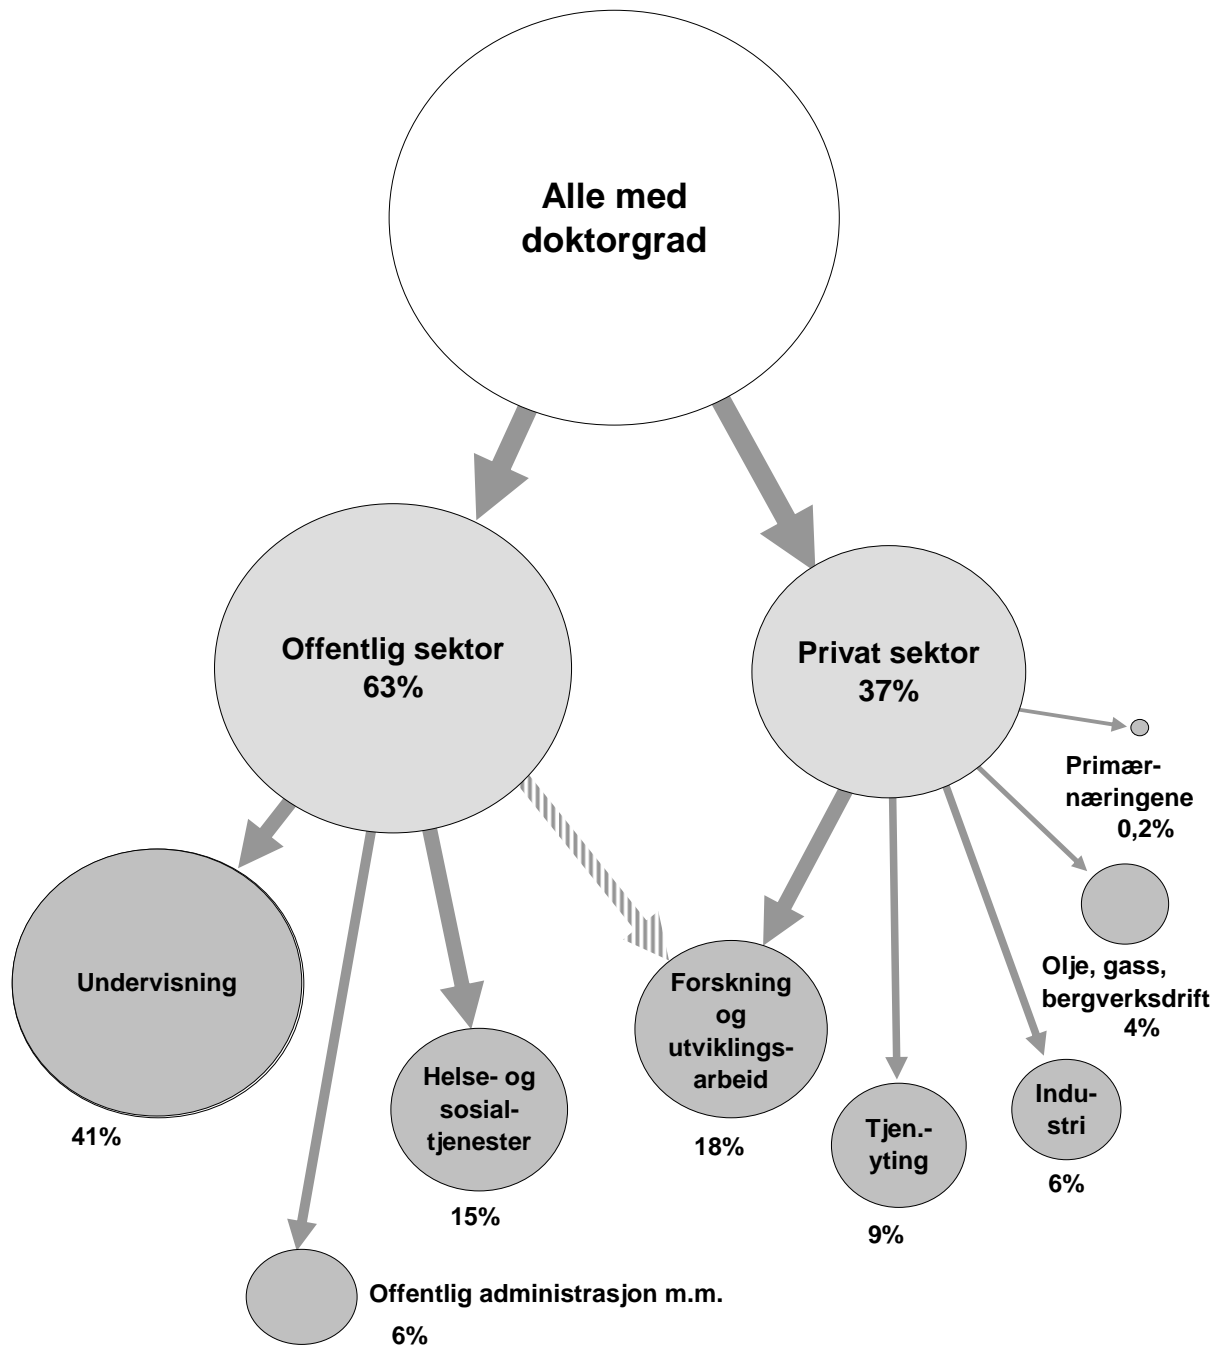 Alle med
doktorgrad
Offentlig sektor
63%
Privat sektor
37%
Primær-
næringene
0,2%
Olje, gass,
bergverksdrift
4%
Undervisning
41%
Helse- og
sosial-
tjenester
15%
Forskning
og
utviklings-
arbeid
18%
Tjen.-
yting
9%
Indu-
stri
6%
Offentlig administrasjon m.m.
6%